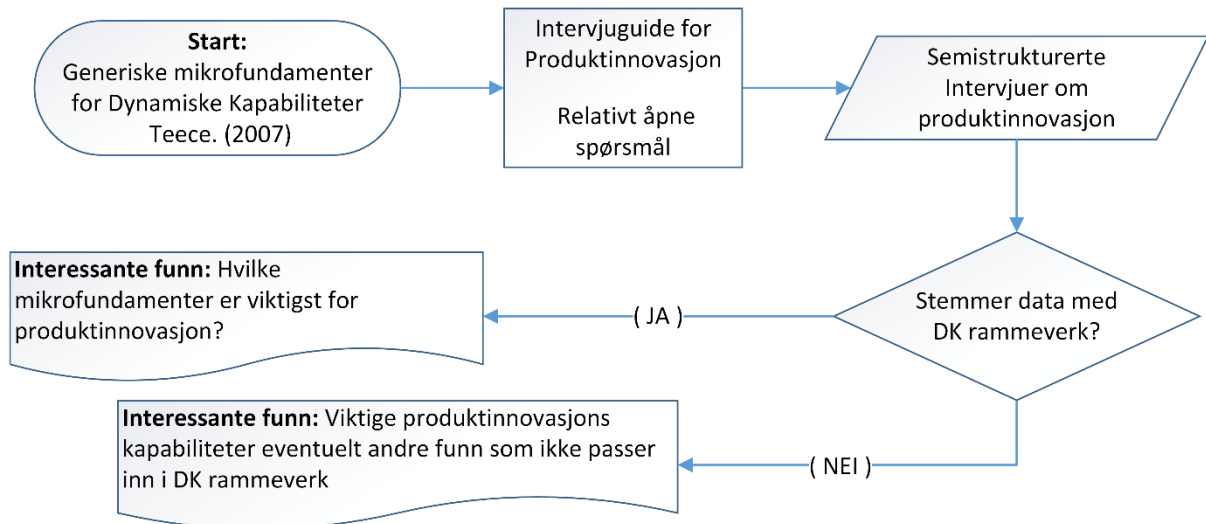 Start:
Generiske mikrofundamenter
for Dynamiske Kapabiliteter
Teece. (2007)
Intervjuguide for
Produktinnovasjon
Relativt åpne
spørsmål
Semistrukturerte
Intervjuer om
produktinnovasjon
Stemmer data med
DK rammeverk?
( JA )
Interessante funn: Hvilke
mikrofundamenter er viktigst for
produktinnovasjon?
( NEI )
Interessante funn: Viktige produktinnovasjons
kapabiliteter eventuelt andre funn som ikke passer
inn i DK rammeverk